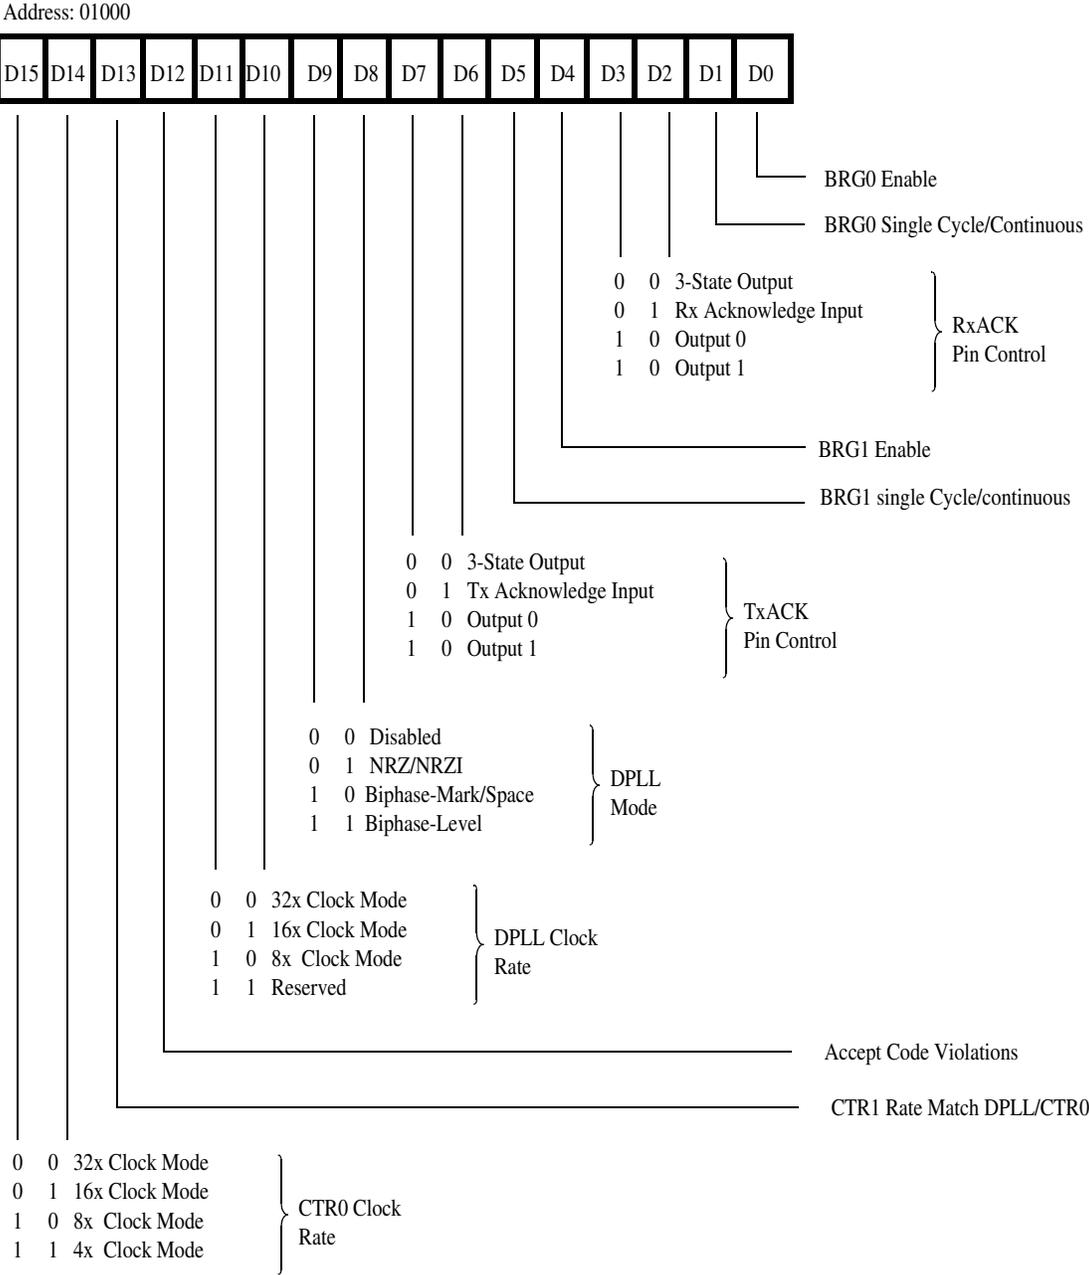 Address: 01000
D15 D14 D13 D12 D11 D10 D9 D8 D7 D6 D5 D4 D3 D2 D1 D0
BRG0 Enable
BRG0 Single Cycle/Continuous
0 0 3-State Output
0 1 Rx Acknowledge Input
1 0 Output 0
1 0 Output 1
RxACK
Pin Control
BRG1 Enable
BRG1 single Cycle/continuous
0 0 3-State Output
0 1 Tx Acknowledge Input
1 0 Output 0
1 0 Output 1
TxACK
Pin Control
0 0 Disabled
0 1 NRZ/NRZI
1 0 Biphase-Mark/Space
1 1 Biphase-Level
DPLL
Mode
0 0 32x Clock Mode
0 1 16x Clock Mode
1 0 8x Clock Mode
1 1 Reserved
DPLL Clock
Rate
Accept Code Violations
CTR1 Rate Match DPLL/CTR0
0 0 32x Clock Mode
0 1 16x Clock Mode
1 0 8x Clock Mode
1 1 4x Clock Mode
CTR0 Clock
Rate